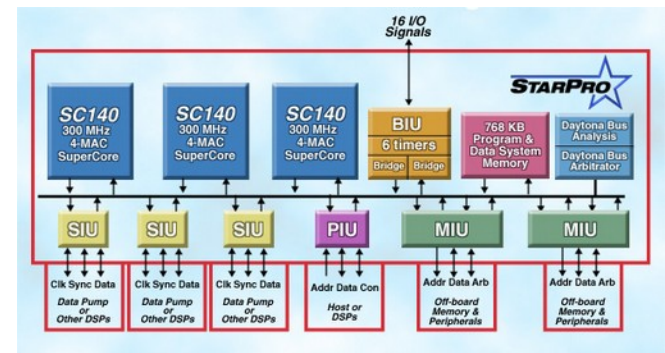 16 I/O
Signals
STARPRO
SC140
300 MHz
4-MAC
SuperCore
SC140
300 MHz
4-MAC
SuperCore
SC140
300 MHz
4-MAC
SuperCore
BIU
6 timers
Bridge
Bridge
768 KB
Program &
Data System
Memory
Daytona Bus
Analysis
Daytona Bus
Arbitrator
SIU
SIU
SIU
PIU
MIU
MIU
Clk Sync Data
Clk Sync Data
Clk Sync Data
Addr Data Con
Addr Data Arb
Addr Data Arb
Data Pump
or
Other DSPs
Data Pump
or
Other DSPs
Data Pump
or
Other DSPs
Host or
DSPs
Off-board
Memory &
Peripherals
Off-board
Memory &
Peripherals